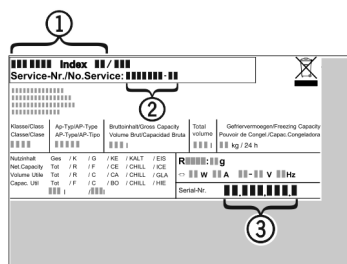 1
Index /
Service-Nr./No.Service: -
2
Klasse/Class Ap-Typ/AP-Type Bruttoinhalt/Gross Capacity Total Gefriervermoegen/Freezing Capacity
Classe/Clase AP-Type/AP-Tipo Volume Brut/Capacidad Bruta volume Pouvoir de Congel./Capac.Congeladora
l l kg / 24 h
Nutzinhalt Ges / K / G / KE / KALT / EIS
Net.Capacity Tot / R / F / CE / CHILL / ICE
Volume Utile Tot / F / C / CA / CHILL / GLA
Capac. Util Tot / F / C / BO / CHILL / HIE
l / l
R : g
W A - V Hz
Serial-Nr. . . .
3